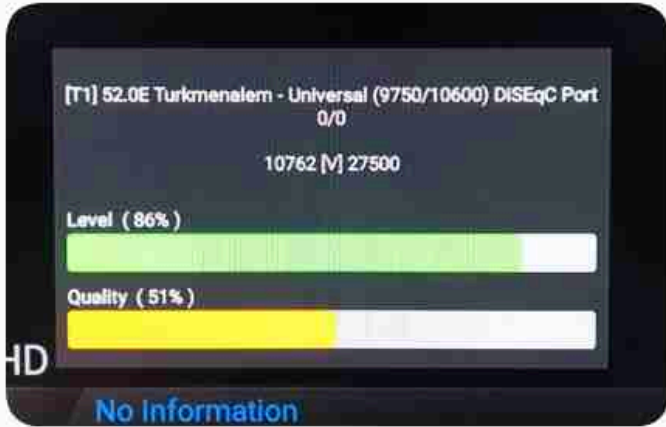 [T1] 52.0E Turkmenalem - Universal (9750/10600) DiSEqC Port
0/0
10762 [V] 27500
Level ( 86% )
Quality ( 51% )
HD
No Information